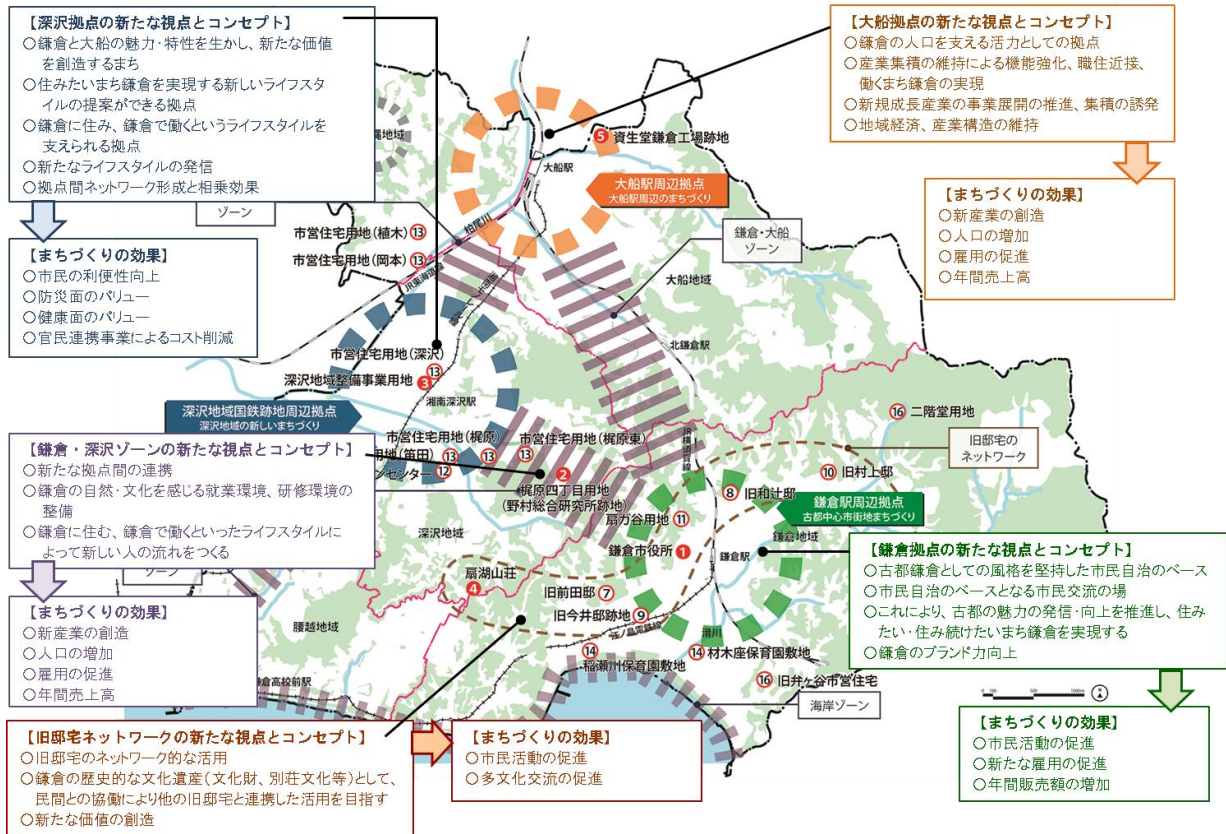 【深沢拠点の新たな視点とコンセプト】
○鎌倉と大船の魅力・特性を生かし、新たな価値
を創造するまち
○住みたいまち鎌倉を実現する新しいライフスタ
イルの提案ができる拠点
○鎌倉に住み、鎌倉で働くというライフスタイルを
支えられる拠点
○新たなライフスタイルの発信
○拠点間ネットワーク形成と相乗効果
【まちづくりの効果】
○市民の利便性向上
○防災面のバリュー
○健康面のバリュー
○官民連携事業によるコスト削減
【大船拠点の新たな視点とコンセプト】
○鎌倉の人口を支える活力としての拠点
○産業集積の維持による機能強化、職住近接、
働くまち鎌倉の実現
○新規成長産業の事業展開の推進、集積の誘発
○地域経済、産業構造の維持
【まちづくりの効果】
○新産業の創造
○人口の増加
○雇用の促進
○年間売上高
ゾーン
地域
⑤ 資生堂鎌倉工場跡地
大船駅
大船駅周辺拠点
大船駅周辺のまちづくり
柏尾川
市営住宅用地(植木) ⑬
市営住宅用地(岡本) ⑬
JR東海道線
鎌倉・大船
ゾーン
大船地域
北鎌倉駅
市営住宅用地(深沢)
⑬
深沢地域整備事業用地 ③
湘南深沢駅
深沢地域国鉄跡地周辺拠点
深沢地域の新しいまちづくり
市営住宅用地(梶原)
⑬
市営住宅用地(梶原東)
⑬
用地(笛田) ⑬
ンセンター ⑫
②
梶原四丁目用地
(野村総合研究所跡地)
JR横須賀線
⑯ 二階堂用地
旧邸宅の
ネットワーク
⑩ 旧村上邸
⑧ 旧和辻邸
鎌倉駅周辺拠点
古都中心市街地まちづくり
扇ガ谷用地 ⑪
鎌倉地域
鎌倉市役所 ①
鎌倉駅
深沢地域
扇湖山荘
④
旧前田邸 ⑦
旧今井邸跡地 ⑨
江ノ島電鉄線
滑川
⑭
稲瀬川保育園敷地
⑭ 材木座保育園敷地
⑯ 旧弁ヶ谷市営住宅
海岸ゾーン
腰越地域
ゾーン
倉高校前駅
【鎌倉・深沢ゾーンの新たな視点とコンセプト】
○新たな拠点間の連携
○鎌倉の自然・文化を感じる就業環境、研修環境の
整備
○鎌倉に住む、鎌倉で働くといったライフスタイルに
よって新しい人の流れをつくる
【まちづくりの効果】
○新産業の創造
○人口の増加
○雇用の促進
○年間売上高
【鎌倉拠点の新たな視点とコンセプト】
○古都鎌倉としての風格を堅持した市民自治のベース
○市民自治のベースとなる市民交流の場
○これにより、古都の魅力の発信・向上を推進し、住み
たい・住み続けたいまち鎌倉を実現する
○鎌倉のブランド力向上
【まちづくりの効果】
○市民活動の促進
○新たな雇用の促進
○年間販売額の増加
【旧邸宅ネットワークの新たな視点とコンセプト】
○旧邸宅のネットワーク的な活用
○鎌倉の歴史的な文化遺産(文化財、別荘文化等)として、
民間との協働により他の旧邸宅と連携した活用を目指す
○新たな価値の創造
【まちづくりの効果】
○市民活動の促進
○多文化交流の促進